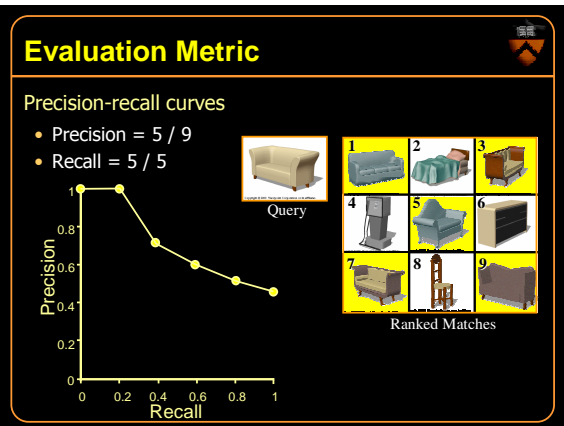 Evaluation Metric
Precision-recall curves
• Precision = 5 / 9
• Recall = 5 / 5
Query
1 2 3
4 5 6
7 8 9
Ranked Matches
Precision
1
0.8
0.6
0.4
0.2
0
0 0.2 0.4 0.6 0.8 1
Recall